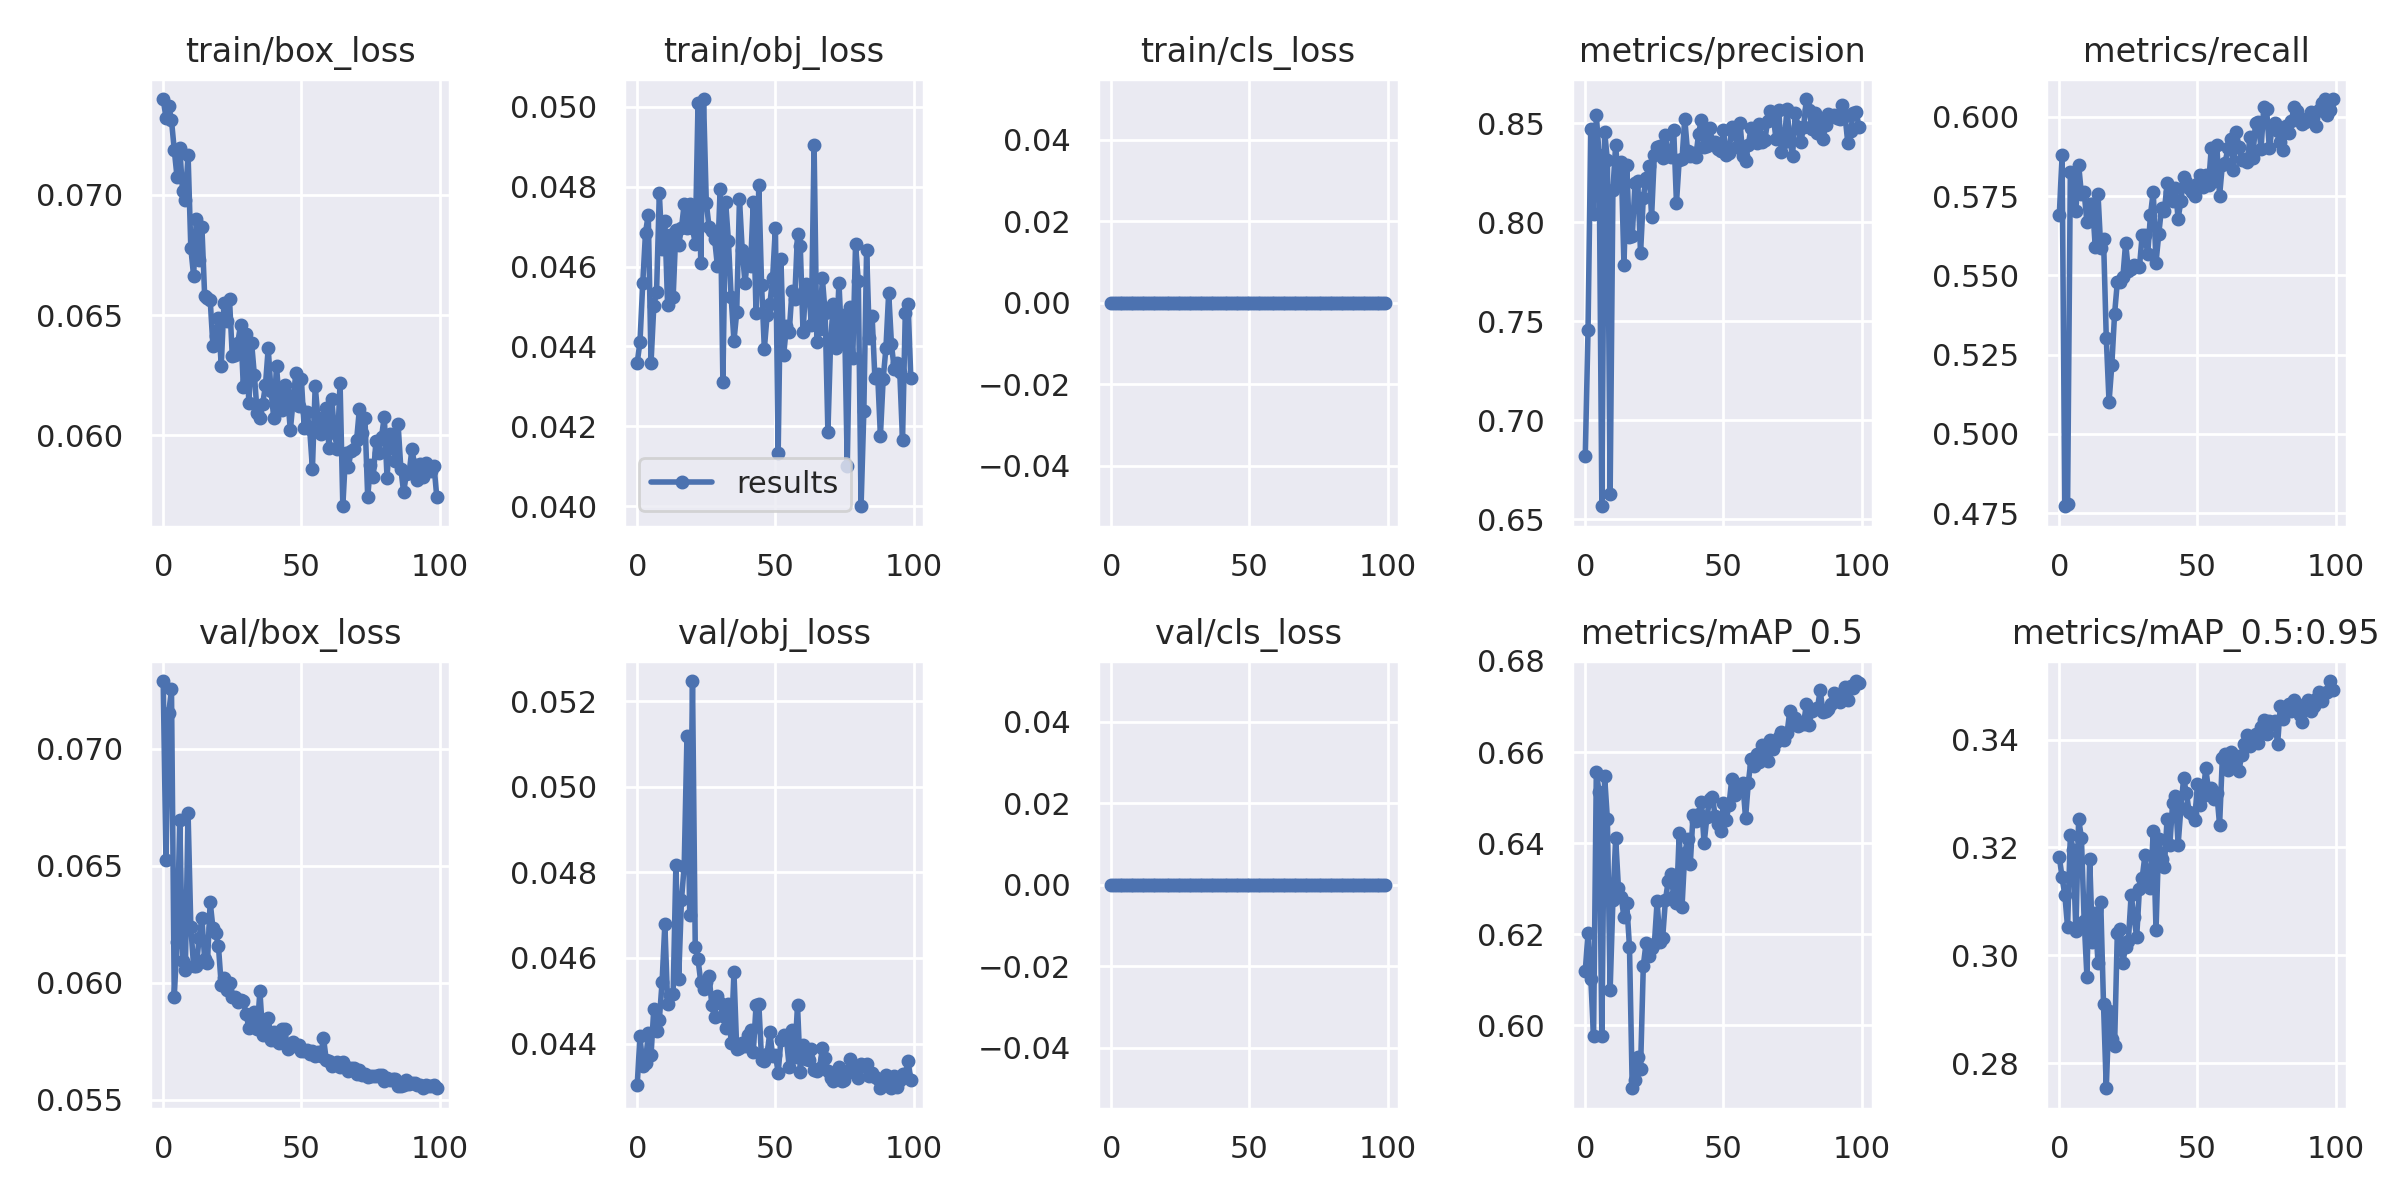 train/box_loss
train/obj_loss
train/cls_loss
metrics/precision
metrics/recall
0.070
0.065
0.060
0 50 100
0.050
0.048
0.046
0.044
0.042
0.040
results
0 50 100
0.04
0.02
0.00
−0.02
−0.04
0 50 100
0.85
0.80
0.75
0.70
0.65
0 50 100
0.600
0.575
0.550
0.525
0.500
0.475
0 50 100
val/box_loss
val/obj_loss
val/cls_loss
metrics/mAP_0.5
metrics/mAP_0.5:0.95
0.070
0.065
0.060
0.055
0 50 100
0.052
0.050
0.048
0.046
0.044
0 50 100
0.04
0.02
0.00
−0.02
−0.04
0 50 100
0.68
0.66
0.64
0.62
0.60
0 50 100
0.34
0.32
0.30
0.28
0 50 100